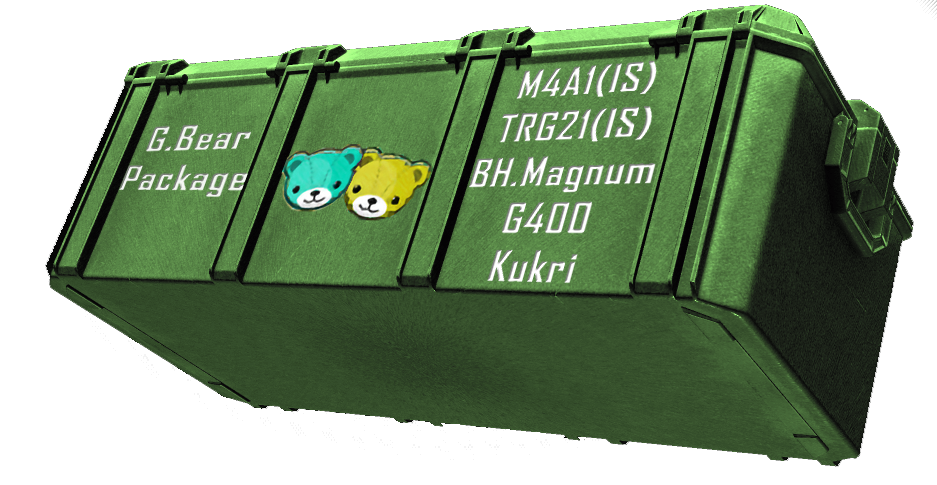 G.Bear
Package
M4A1(IS)
TRG21(IS)
BH.Magnum
G400
Kukri